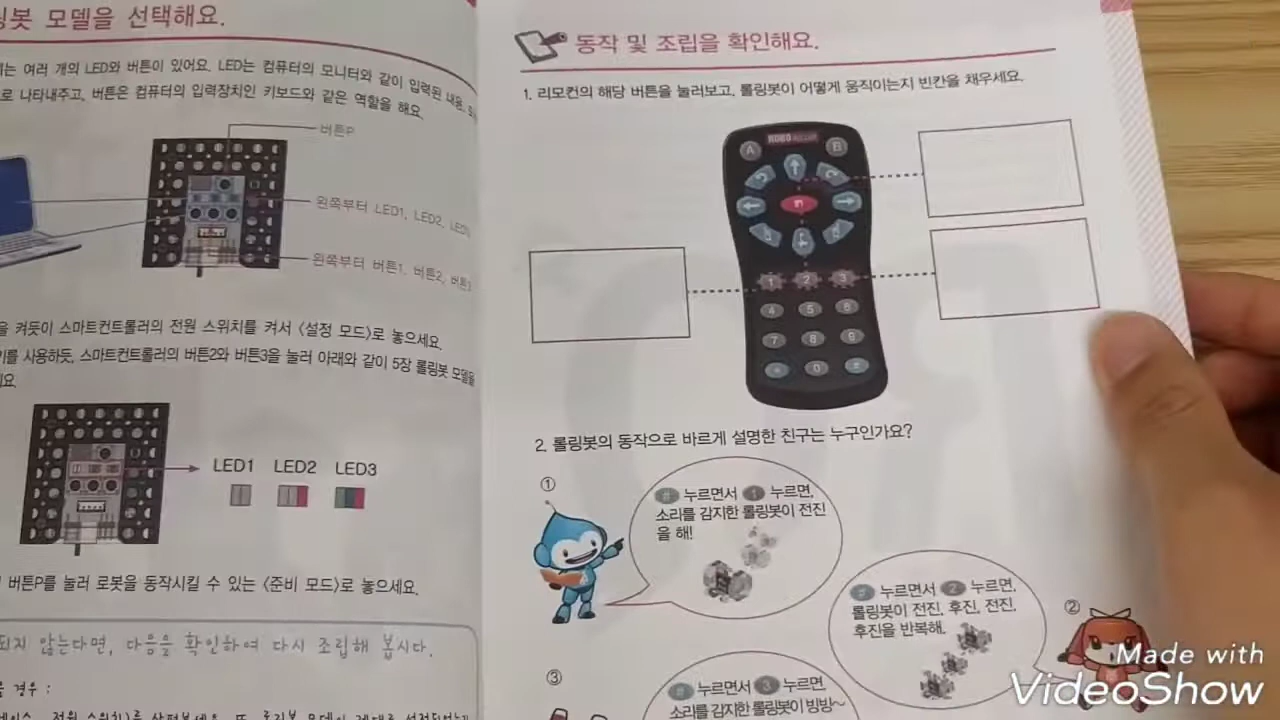 모델을 선택해요.
여러 개의 LED와 버튼이 있어요. LED는 컴퓨터의 모니터와 같이 입력된 내용,
로 나타내주고, 버튼은 컴퓨터의 입력장치인 키보드와 같은 역할을 해요.
버튼P
왼쪽부터 LED1, LED2,
왼쪽부터 버튼1, 버튼2,
켜듯이 스마트컨트롤러의 전원 스위치를 켜서 〈설정 모드〉로 놓으세요.
사용하듯, 스마트컨트롤러의 버튼2와 버튼3을 눌러 아래와 같이 5장 롤링봇 모델을
LED1 LED2 LED3
버튼P를 눌러 로봇을 동작시킬 수 있는 〈준비 모드〉로 놓으세요.
되지 않는다면, 다음을 확인하여 다시 조립해 봅시다.
경우 :
동작 및 조립을 확인해요.
1. 리모컨의 해당 버튼을 눌러보고, 롤링봇이 어떻게 움직이는지 빈칸을 채우세요.
A B
1 2 3
4 5 6
7 8 9
0
2. 롤링봇의 동작으로 바르게 설명한 친구는 누구인가요?
①
누르면서 1 누르면,
소리를 감지한 롤링봇이 전진
을 해!
②
누르면서 2 누르면,
롤링봇이 전진, 후진, 전진,
후진을 반복해.
③
누르면서 3 누르면,
소리를 감지한 롤링봇이 빙빙~
Made with
VideoShow